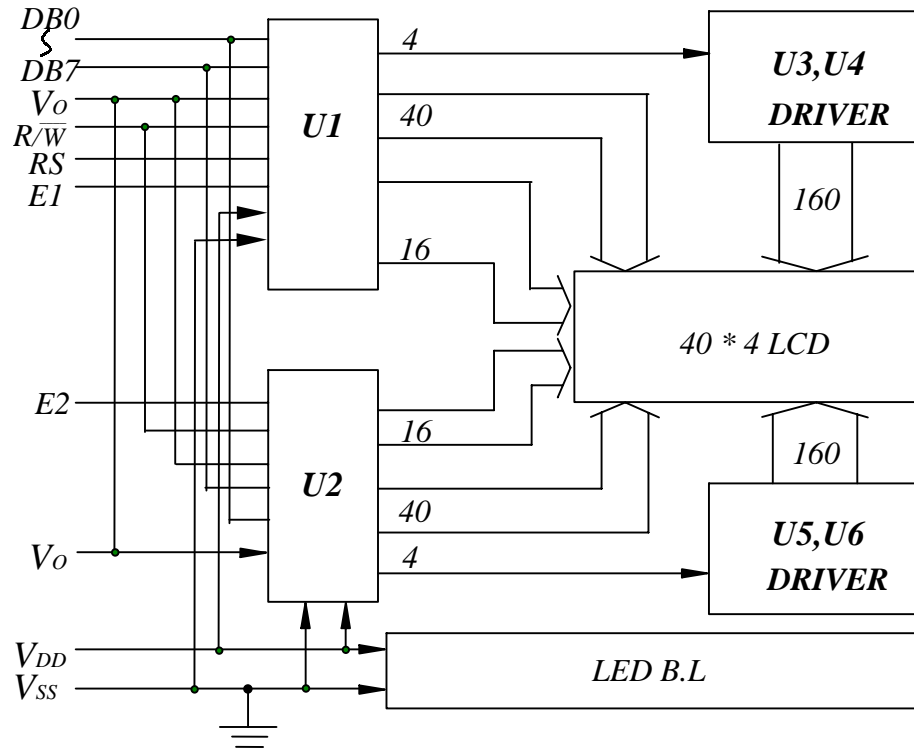 DB0
DB7
VO
R/W̅
RS
E1
U1
4
40
16
U3,U4
DRIVER
160
40 * 4 LCD
E2
U2
16
40
4
VO
160
U5,U6
DRIVER
VDD
VSS
LED B.L